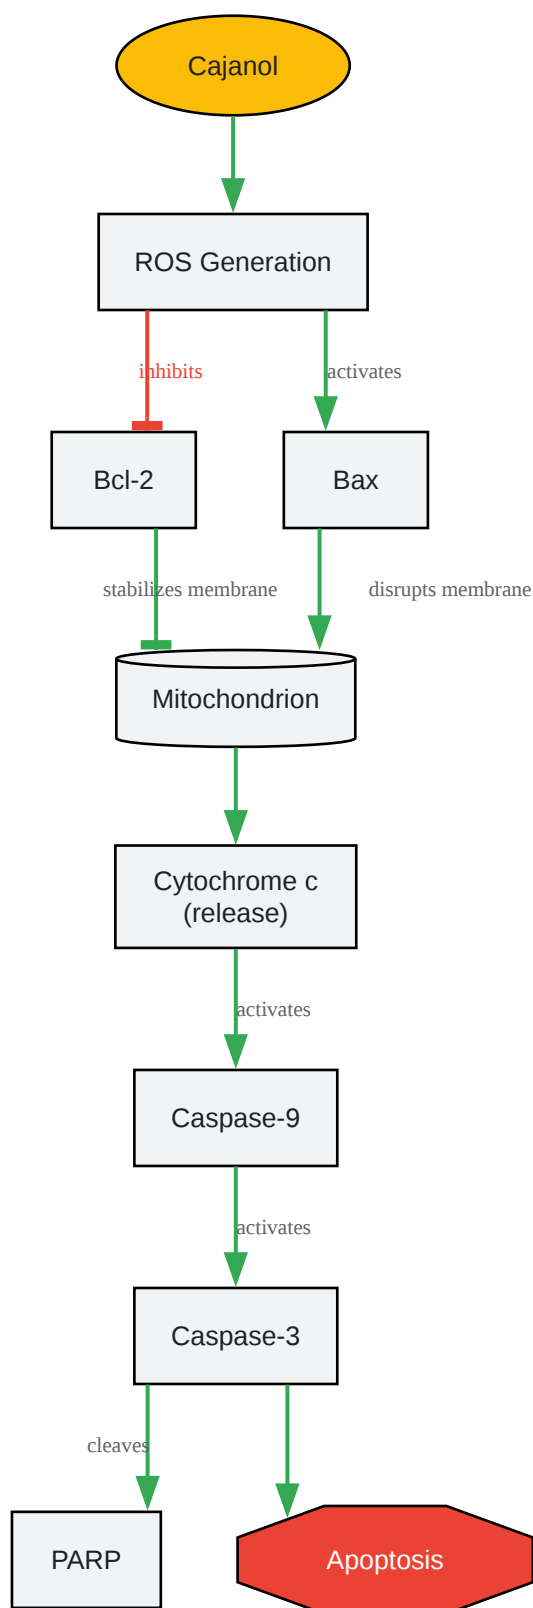 Cajanol
ROS Generation
inhibits
activates
Bcl-2
Bax
stabilizes membrane
disrupts membrane
Mitochondrion
Cytochrome c
(release)
activates
Caspase-9
activates
Caspase-3
cleaves
PARP
Apoptosis